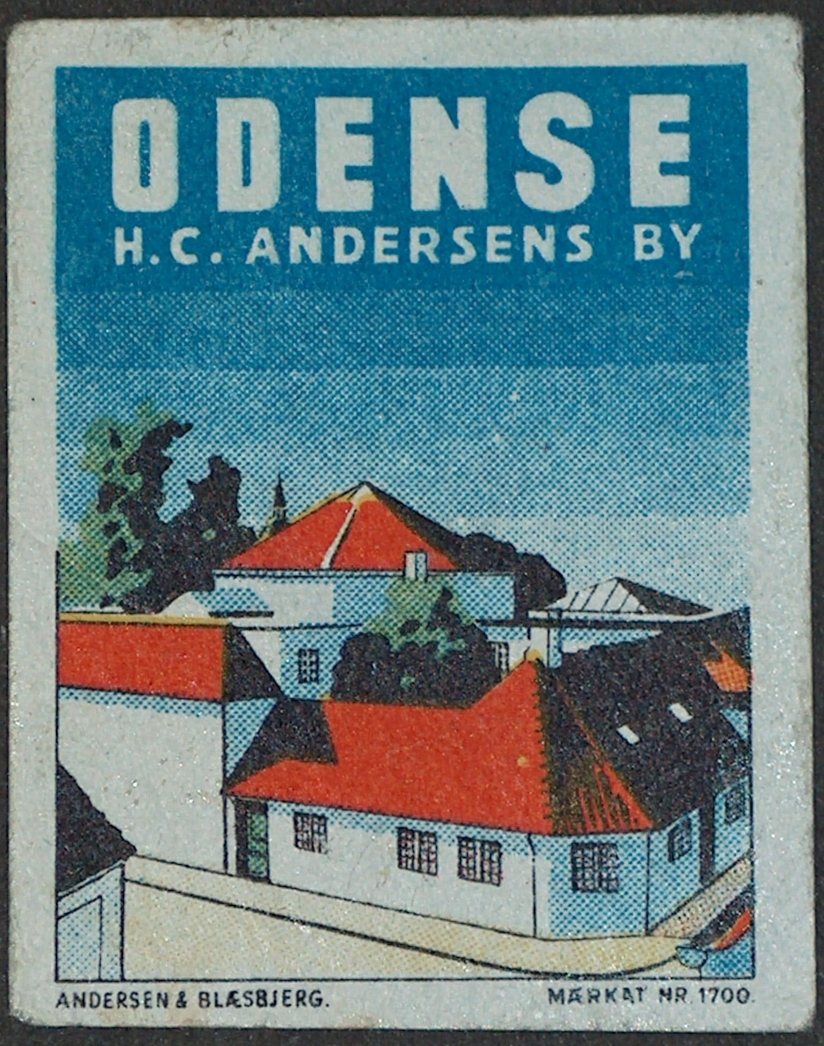 ODENSE
H.C. ANDERSENS BY
ANDERSEN & BLÆSBJERG.
MÆRKAT NR. 1700.